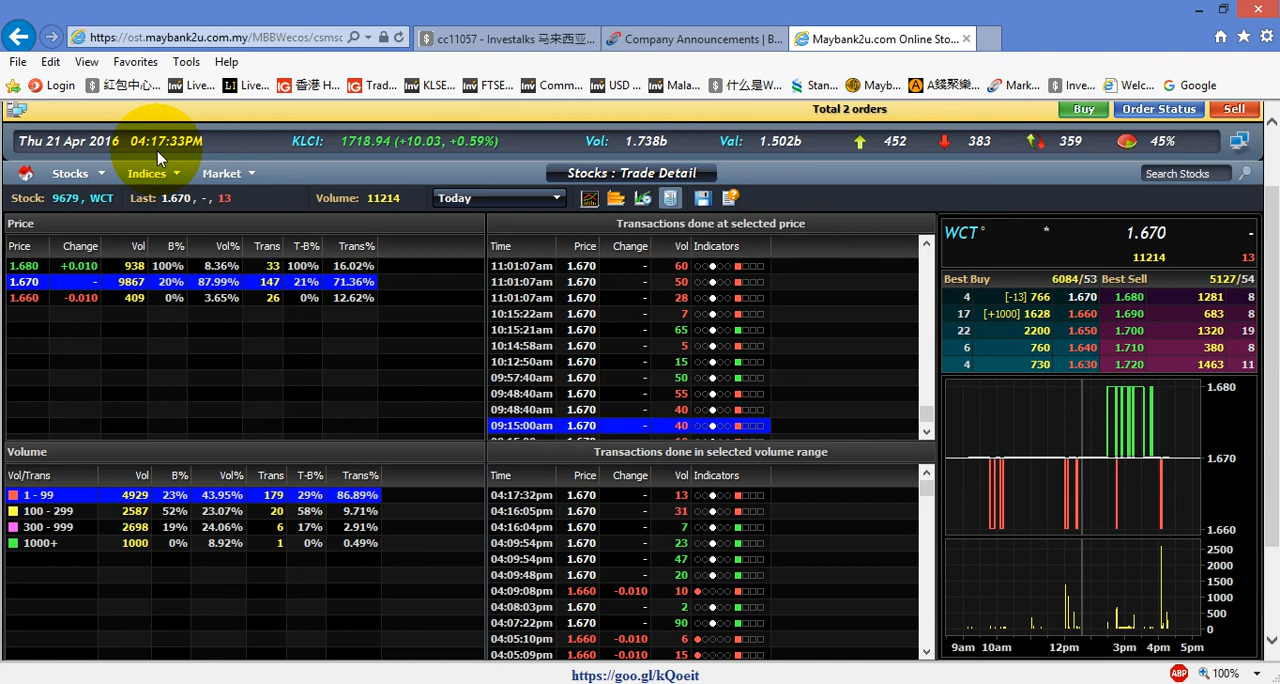 https://ost.maybank2u.com.my/MBBWecos/csmsc
cc11057 - Investalks 马来西亚...
Company Announcements | B...
Maybank2u.com Online Sto...
File Edit View Favorites Tools Help
Login 红包中心... Live... Live... 香港 H... Trad... KLSE... FTSE... Comm... USD ... Mala... 什么是W... Stan... Mayb... A錢聚樂... Mark... Inve... Welc... Google
Total 2 orders Buy Order Status Sell
Thu 21 Apr 2016 04:17:33PM KLCI: 1718.94 (+10.03, +0.59%) Vol: 1.738b Val: 1.502b 452 383 359 45%
Stocks Indices Market Stocks : Trade Detail Search Stocks
Stock: 9679, WCT Last: 1.670, -, 13 Volume: 11214 Today
Price
Price Change Vol B% Vol% Trans T-B% Trans%
1.680 +0.010 938 100% 8.36% 33 100% 16.02%
1.670 - 9867 20% 87.99% 147 21% 71.36%
1.660 -0.010 409 0% 3.65% 26 0% 12.62%
Transactions done at selected price
Time Price Change Vol Indicators
11:01:07am 1.670 - 60
11:01:07am 1.670 - 50
11:01:07am 1.670 - 28
10:15:22am 1.670 - 7
10:15:21am 1.670 - 65
10:14:58am 1.670 - 5
10:12:50am 1.670 - 15
09:57:40am 1.670 - 50
09:48:40am 1.670 - 55
09:48:40am 1.670 - 40
09:15:00am 1.670 - 40
WCT * 1.670 -
11214 13
Best Buy 6084/53 Best Sell 5127/54
4 [-13] 766 1.670 1.680 1281 8
17 [+1000] 1628 1.660 1.690 683 8
22 2200 1.650 1.700 1320 19
6 760 1.640 1.710 380 8
4 730 1.630 1.720 1463 11
1.680
1.670
1.660
2500
2000
1500
1000
500
0
9am 10am 12pm 3pm 4pm 5pm
Volume
Vol/Trans Vol B% Vol% Trans T-B% Trans%
1 - 99 4929 23% 43.95% 179 29% 86.89%
100 - 299 2587 52% 23.07% 20 58% 9.71%
300 - 999 2698 19% 24.06% 6 17% 2.91%
1000+ 1000 0% 8.92% 1 0% 0.49%
Transactions done in selected volume range
Time Price Change Vol Indicators
04:17:32pm 1.670 - 13
04:16:05pm 1.670 - 31
04:16:04pm 1.670 - 7
04:09:54pm 1.670 - 23
04:09:54pm 1.670 - 47
04:09:48pm 1.670 - 20
04:09:08pm 1.660 -0.010 10
04:08:03pm 1.670 - 2
04:07:22pm 1.670 - 90
04:05:10pm 1.660 -0.010 6
04:05:09pm 1.660 -0.010 15
https://goo.gl/kQoeit
ABP 100%